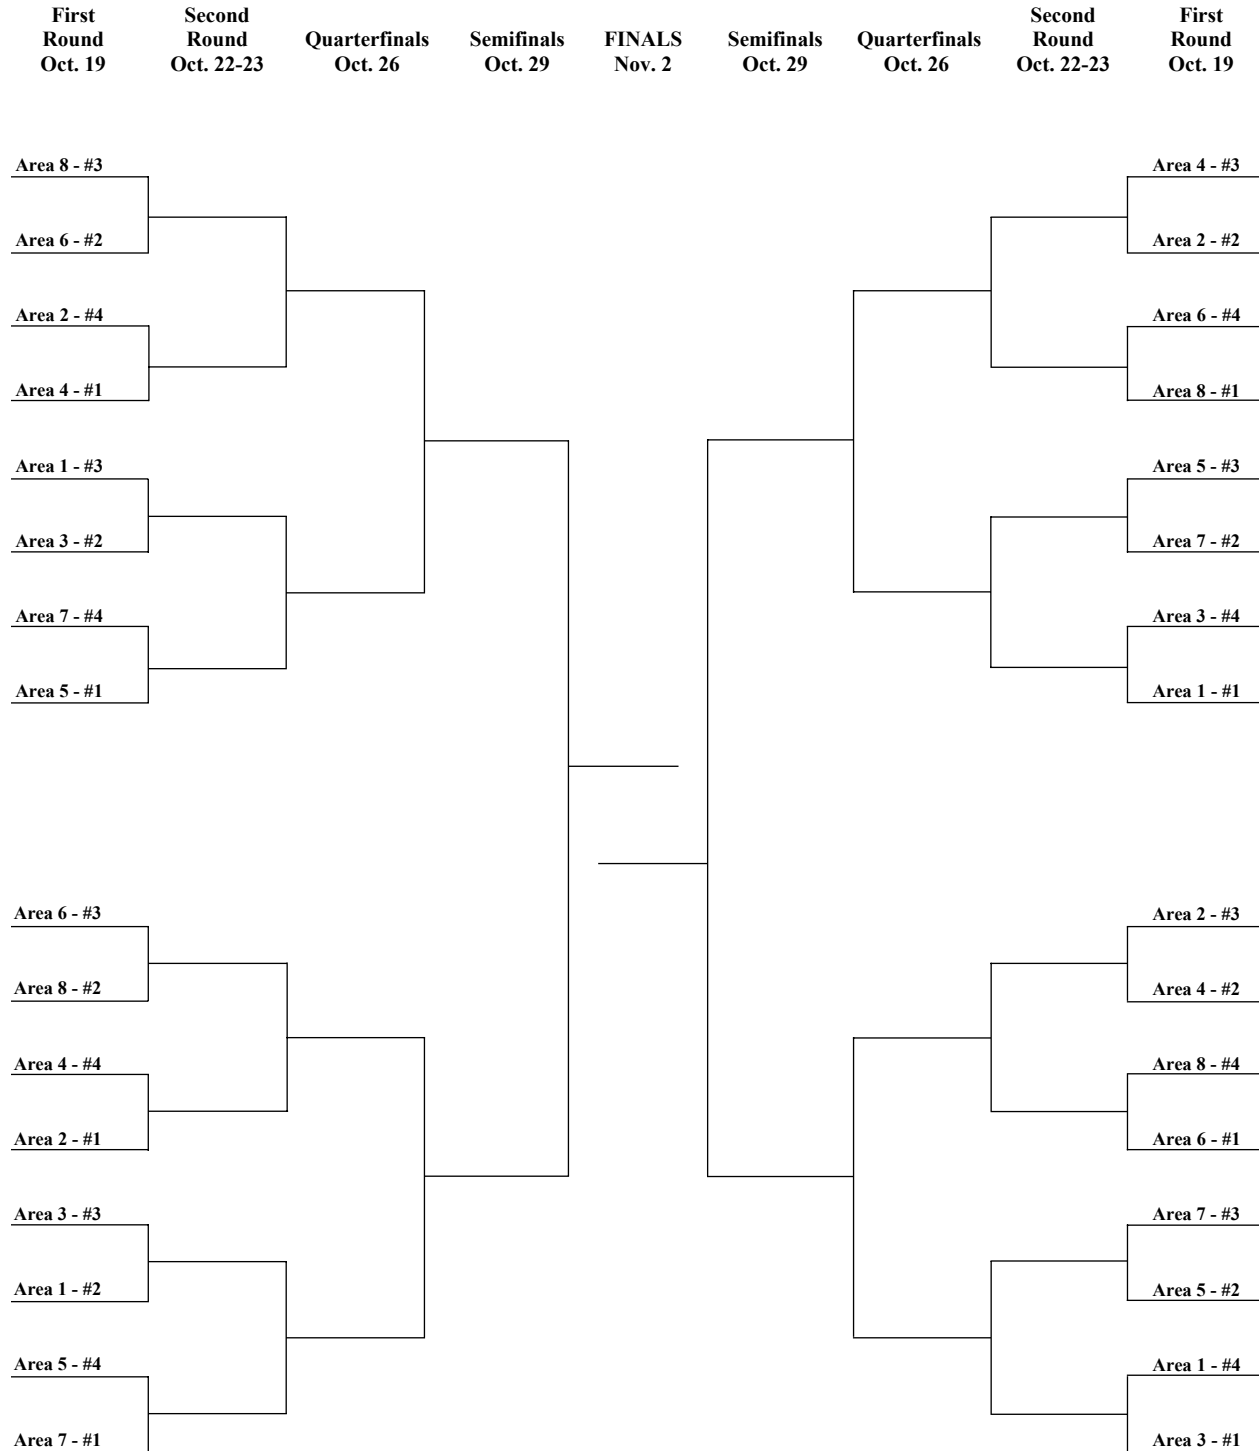 First Second Second First
Round Round Quarterfinals Semifinals FINALS Semifinals Quarterfinals Round Round
Oct. 19 Oct. 22-23 Oct. 26 Oct. 29 Nov. 2 Oct. 29 Oct. 26 Oct. 22-23 Oct. 19
Area 8 - #3 Area 4 - #3
Area 6 - #2 Area 2 - #2
Area 2 - #4 Area 6 - #4
Area 4 - #1 Area 8 - #1
Area 1 - #3 Area 5 - #3
Area 3 - #2 Area 7 - #2
Area 7 - #4 Area 3 - #4
Area 5 - #1 Area 1 - #1
Area 6 - #3 Area 2 - #3
Area 8 - #2 Area 4 - #2
Area 4 - #4 Area 8 - #4
Area 2 - #1 Area 6 - #1
Area 3 - #3 Area 7 - #3
Area 1 - #2 Area 5 - #2
Area 5 - #4 Area 1 - #4
Area 7 - #1 Area 3 - #1